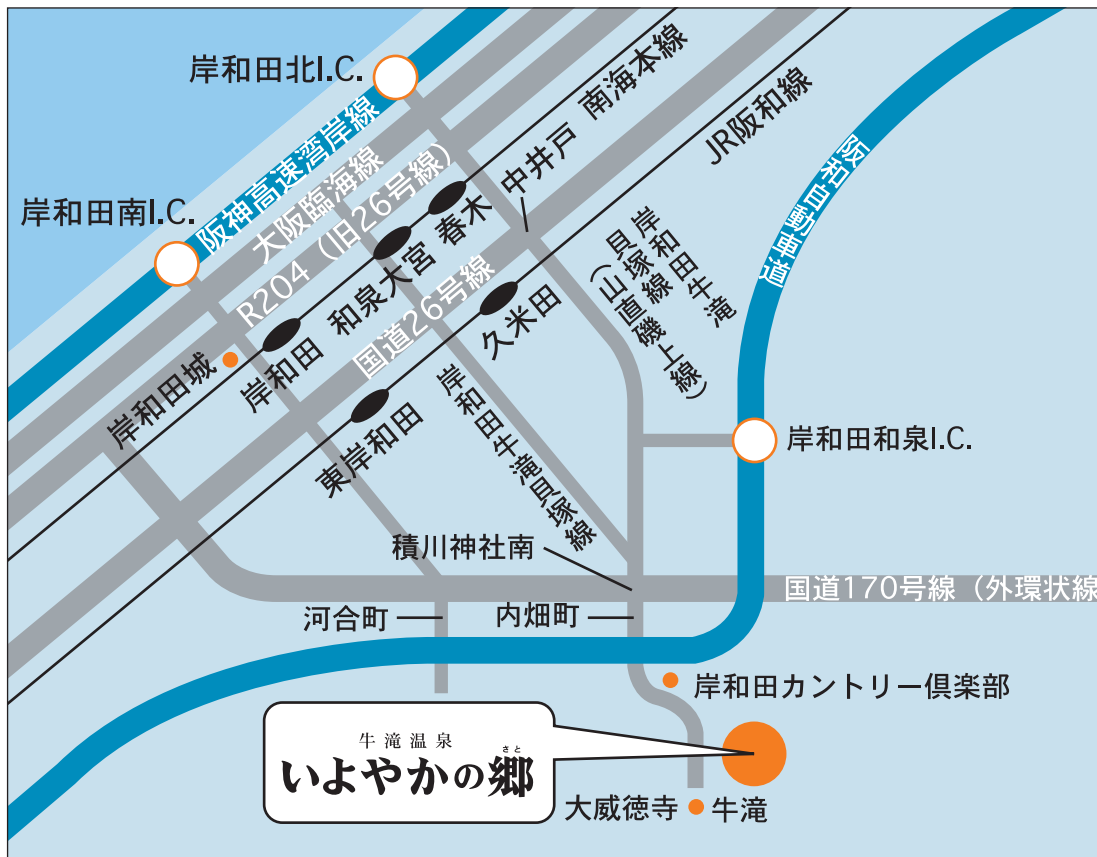 岸和田北I.C.
岸和田南I.C.
阪神高速湾岸線
大阪臨海線
R204（旧26号線）
南海本線
JR阪和線
阪和自動車道
中井戸
春木
和泉大宮
岸和田
岸和田城
国道26号線
久米田
東岸和田
岸和田牛滝
貝塚線
（山直磯上線）
岸和田牛滝貝塚線
岸和田和泉I.C.
積川神社南
国道170号線（外環状線
河合町
内畑町
岸和田カントリー倶楽部
牛滝温泉
さと
いよやかの郷
大威徳寺
牛滝